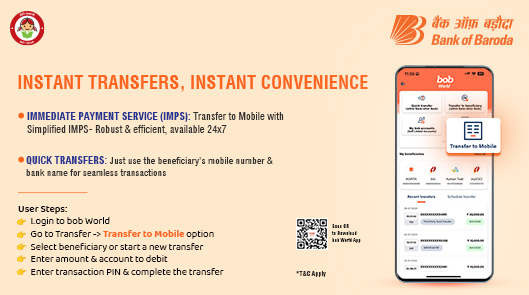 बैंक ऑफ़ बड़ौदा
Bank of Baroda
INSTANT TRANSFERS, INSTANT CONVENIENCE
IMMEDIATE PAYMENT SERVICE (IMPS): Transfer to Mobile with
Simplified IMPS- Robust & efficient, available 24x7
QUICK TRANSFERS: Just use the beneficiary's mobile number &
bank name for seamless transactions
User Steps:
Login to bob World
Go to Transfer -> Transfer to Mobile option
Select beneficiary or start a new transfer
Enter amount & account to debit
Enter transaction PIN & complete the transfer
Scan QR
to Download
bob World App
*T&C Apply
bob
World
Quick transfer
Transfer to beneficiary
Transfer to Mobile
My beneficiaries
Recent transfers
Schedule transfer